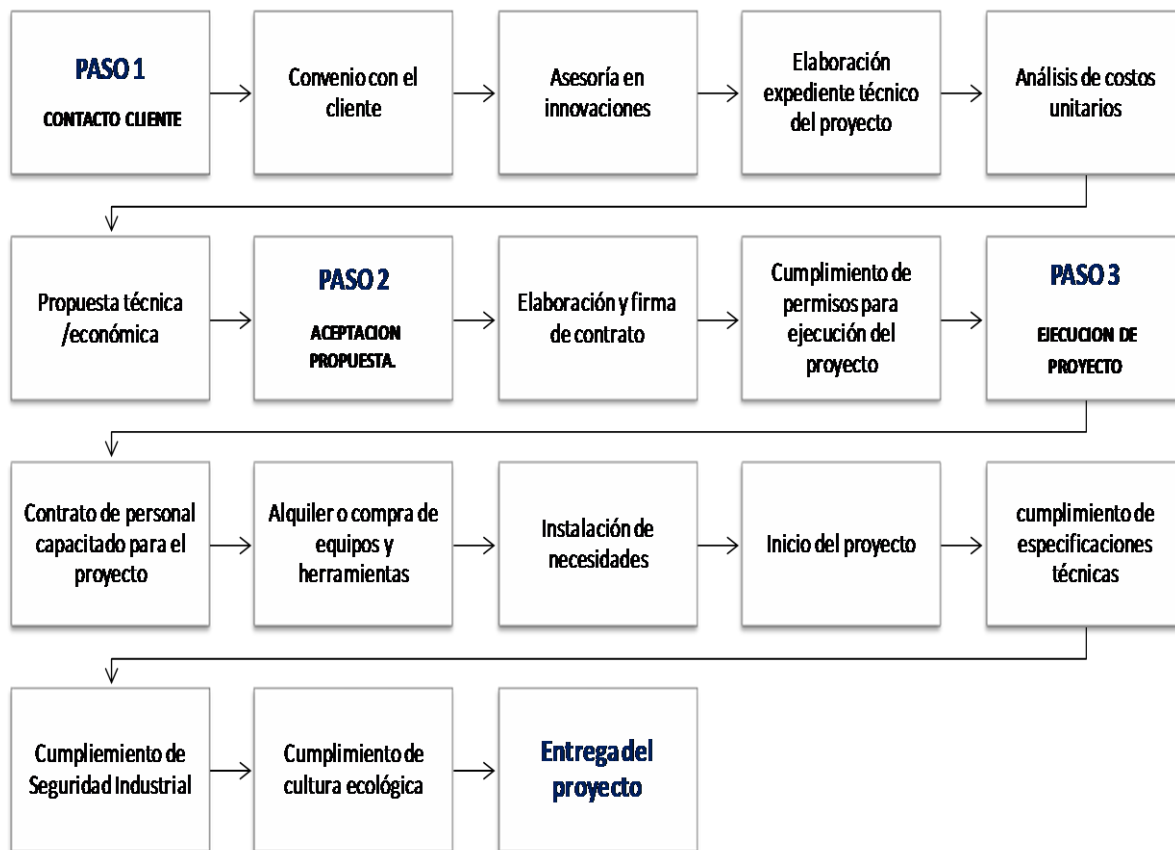 PASO 1
CONTACTO CLIENTE
Convenio con el
cliente
Asesoría en
innovaciones
Elaboración
expediente técnico
del proyecto
Análisis de costos
unitarios
Propuesta técnica
/económica
PASO 2
ACEPTACION
PROPUESTA.
Elaboración y firma
de contrato
Cumplimiento de
permisos para
ejecución del
proyecto
PASO 3
EJECUCION DE
PROYECTO
Contrato de personal
capacitado para el
proyecto
Alquiler o compra de
equipos y
herramientas
Instalación de
necesidades
Inicio del proyecto
cumplimiento de
especificaciones
técnicas
Cumpliemiento de
Seguridad Industrial
Cumplimiento de
cultura ecológica
Entrega del
proyecto